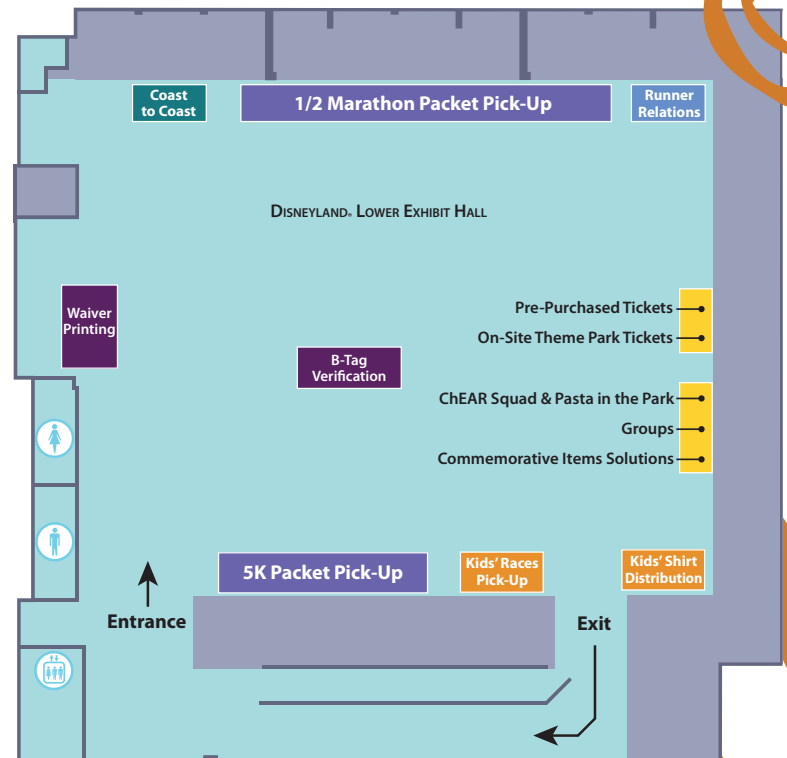 Coast
to Coast
1/2 Marathon Packet Pick-Up
Runner
Relations
Disneyland® Lower Exhibit Hall
Waiver
Printing
Pre-Purchased Tickets
On-Site Theme Park Tickets
B-Tag
Verification
ChEAR Squad & Pasta in the Park
Groups
Commemorative Items Solutions
5K Packet Pick-Up
Kids' Races
Pick-Up
Kids' Shirt
Distribution
Entrance
Exit